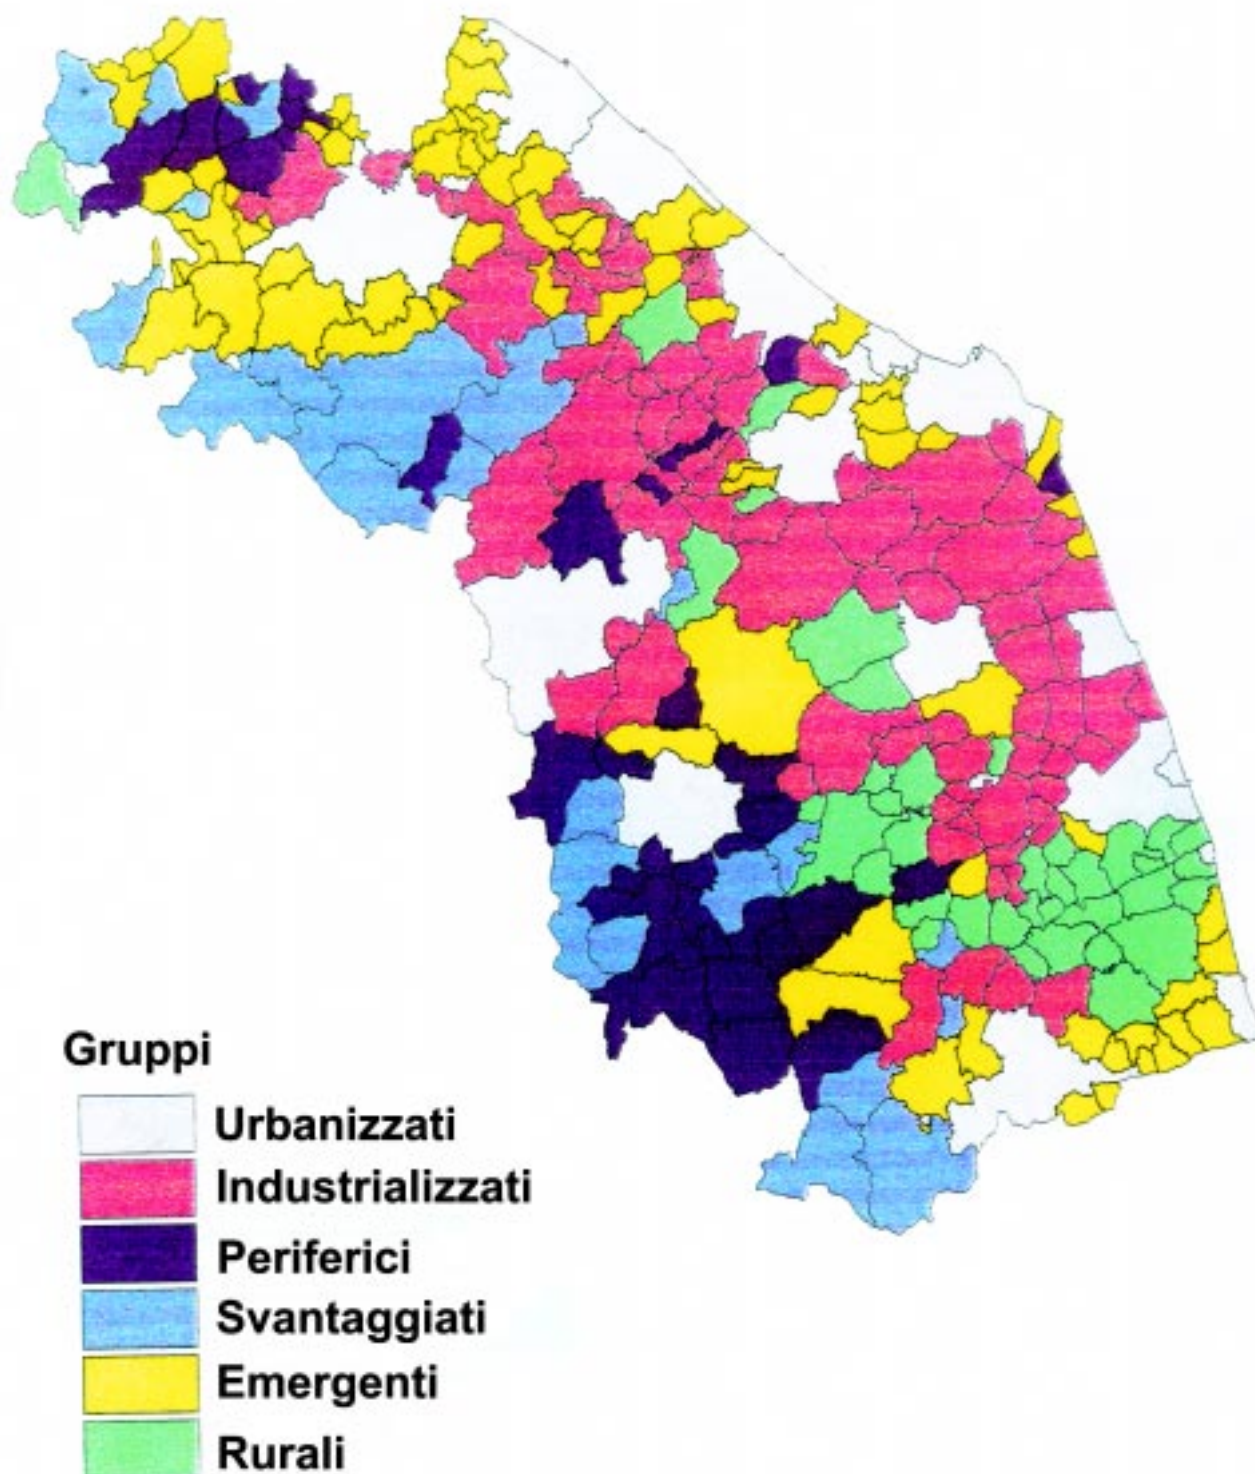 Gruppi
Urbanizzati
Industrializzati
Periferici
Svantaggiati
Emergenti
Rurali